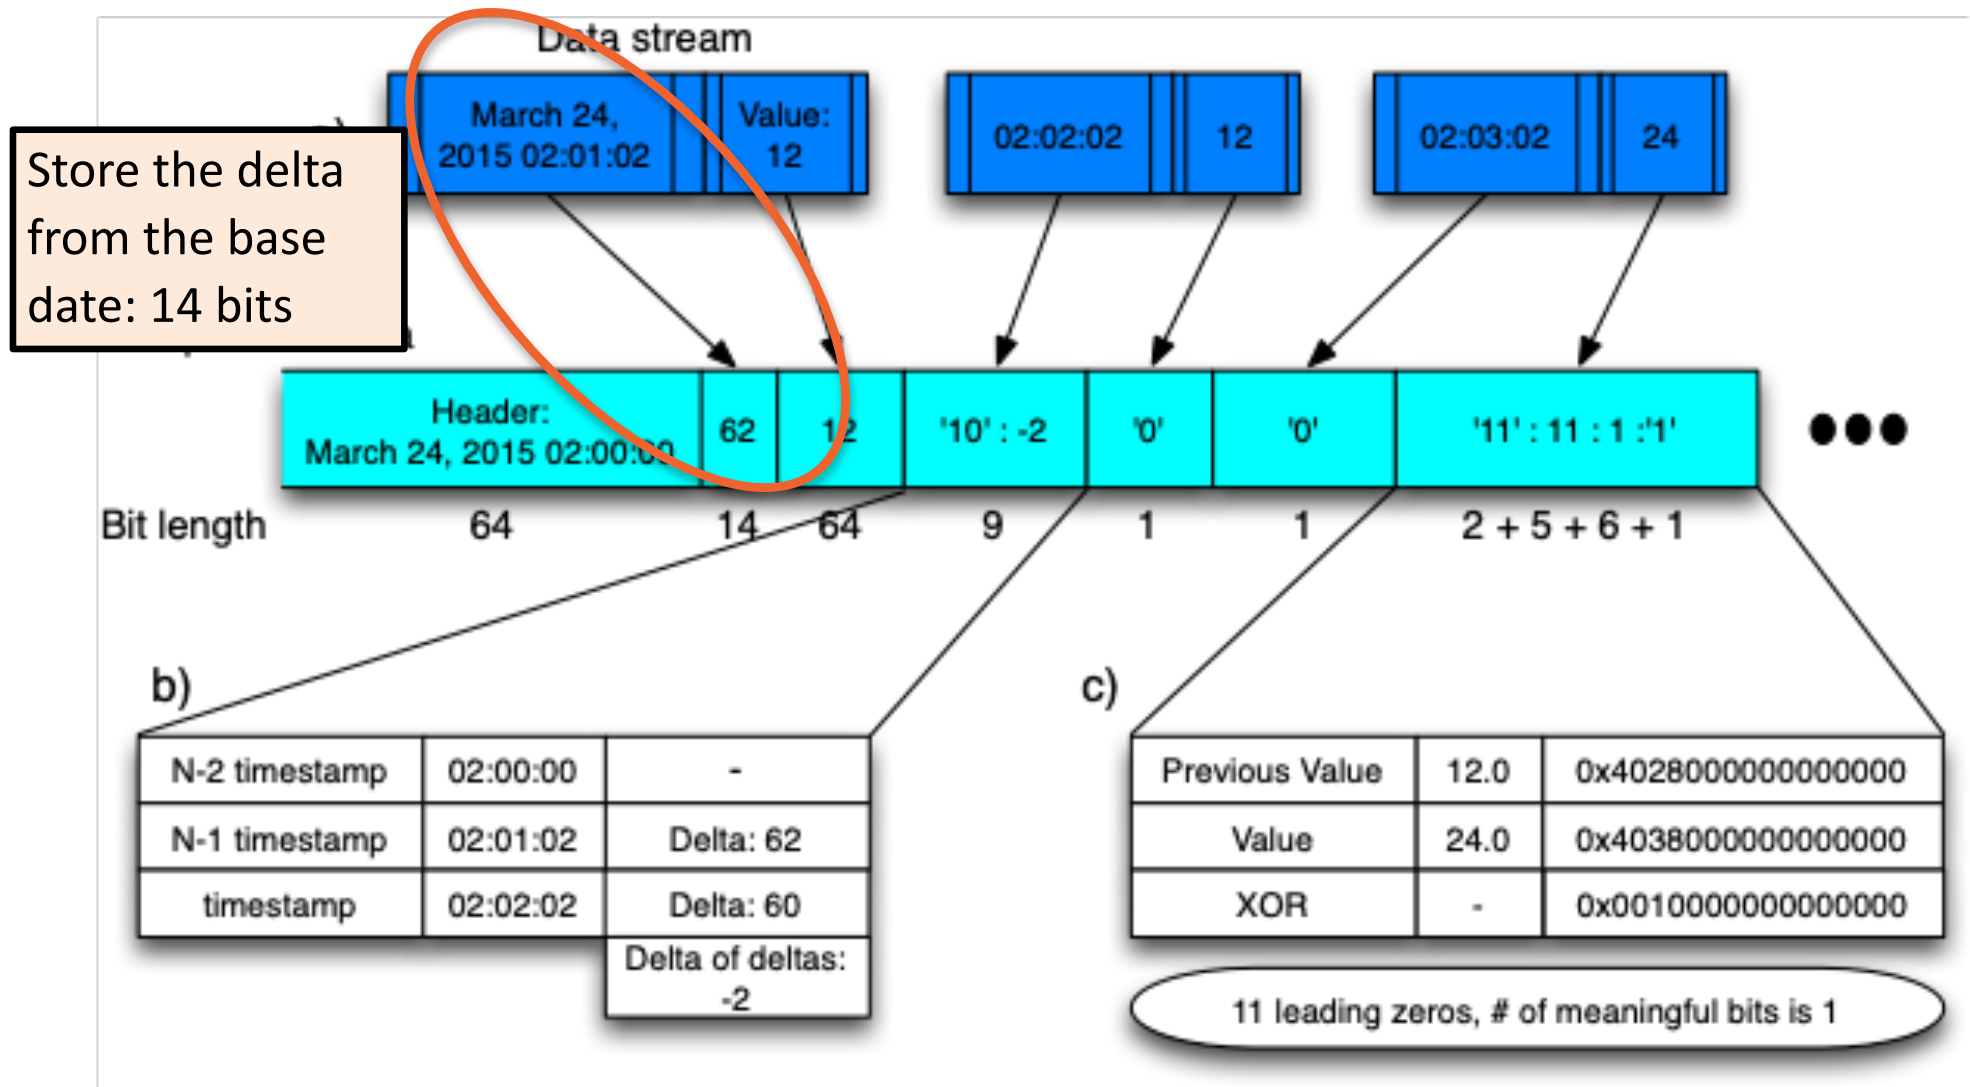 Data stream
March 24,
2015 02:01:02
Value:
12
02:02:02
12
02:03:02
24
Store the delta
from the base
date: 14 bits
Header:
March 24, 2015 02:00:00
62
12
'10' : -2
'0'
'0'
'11' : 11 : 1 :'1'
Bit length
64
14
64
9
1
1
2 + 5 + 6 + 1
b)
N-2 timestamp
02:00:00
-
N-1 timestamp
02:01:02
Delta: 62
timestamp
02:02:02
Delta: 60
Delta of deltas:
-2
c)
Previous Value
12.0
0x4028000000000000
Value
24.0
0x4038000000000000
XOR
-
0x0010000000000000
11 leading zeros, # of meaningful bits is 1